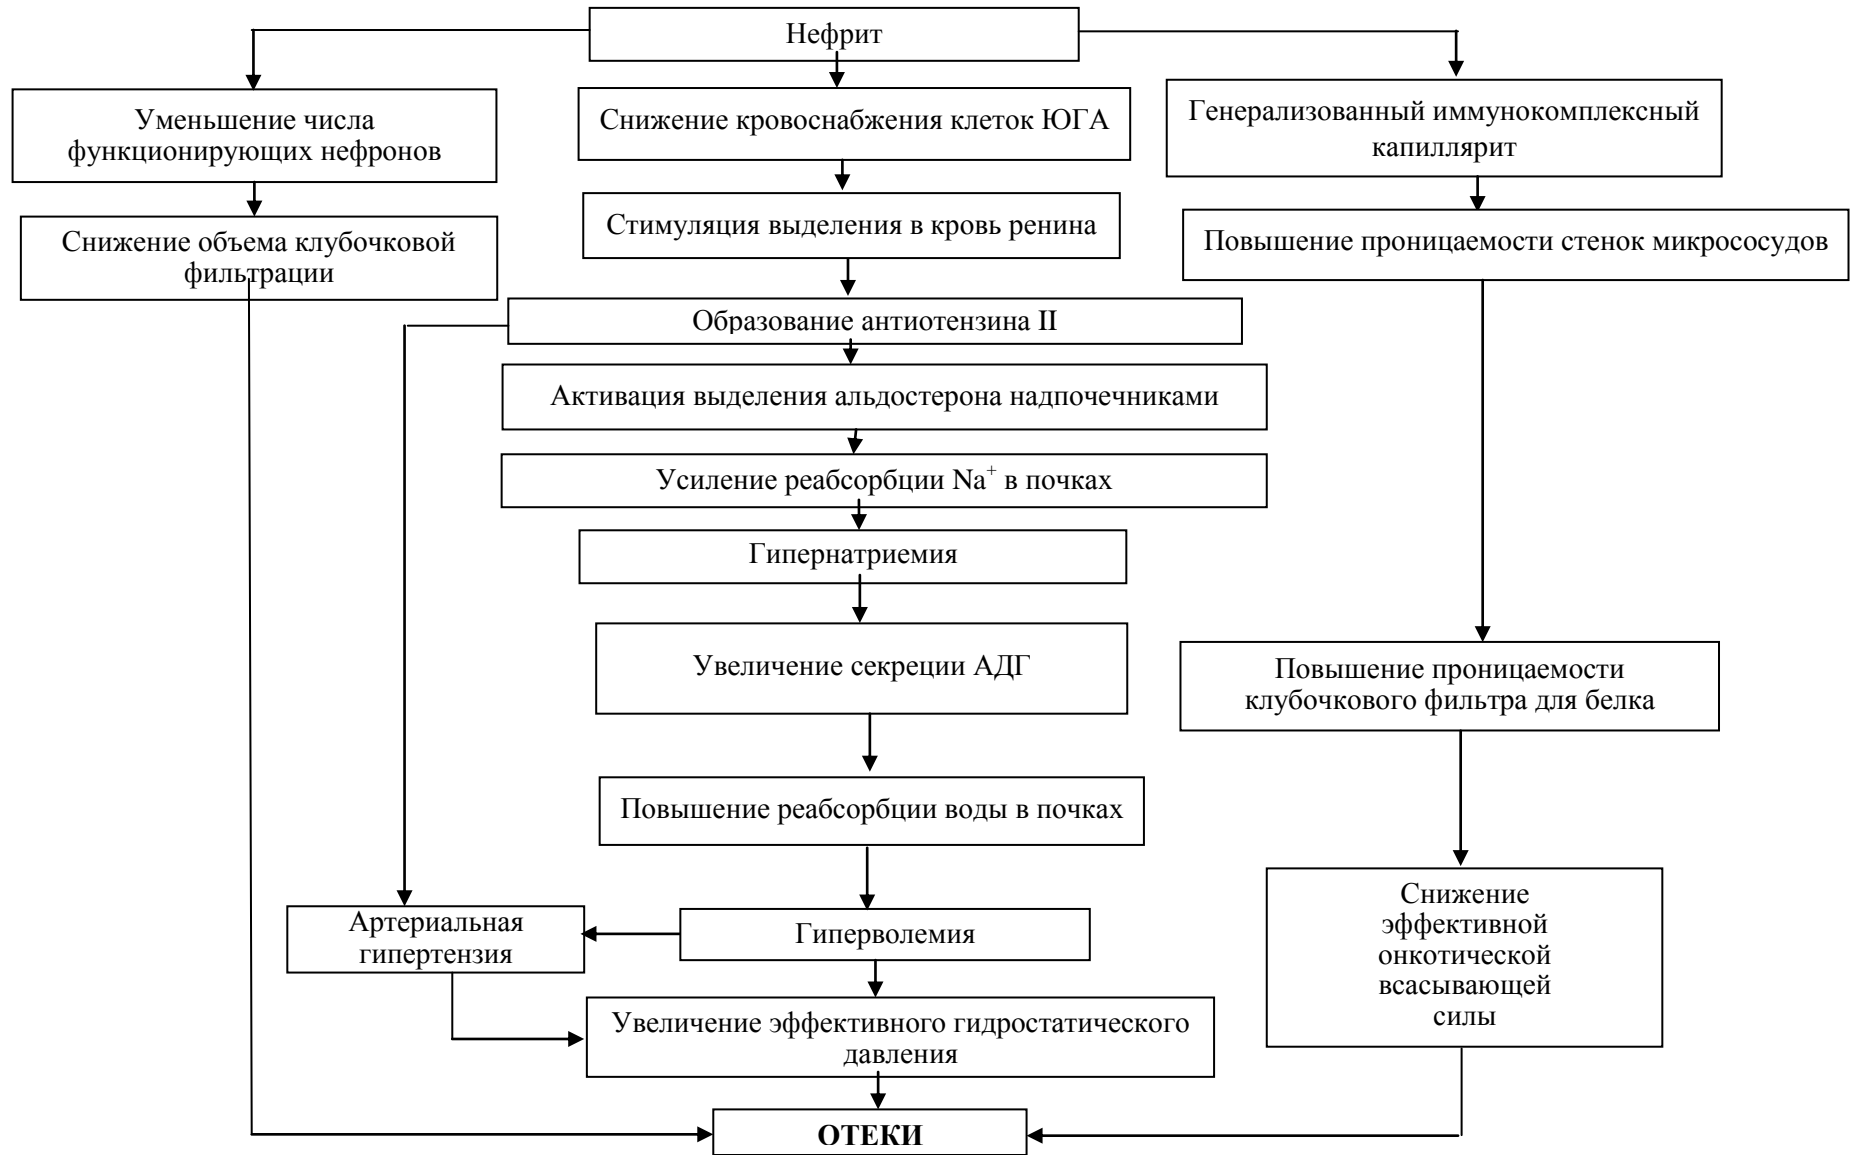 Нефрит
Уменьшение числа
функционирующих нефронов
Снижение кровоснабжения клеток ЮГА
Генерализованный иммунокомплексный
капиллярит
Снижение объема клубочковой
фильтрации
Стимуляция выделения в кровь ренина
Повышение проницаемости стенок микрососудов
Образование антиотензина II
Активация выделения альдостерона надпочечниками
Усиление реабсорбции Na⁺ в почках
Гипернатриемия
Увеличение секреции АДГ
Повышение проницаемости
клубочкового фильтра для белка
Повышение реабсорбции воды в почках
Артериальная
гипертензия
Гиперволемия
Снижение
эффективной
онкотической
всасывающей
силы
Увеличение эффективного гидростатического
давления
ОТЕКИ